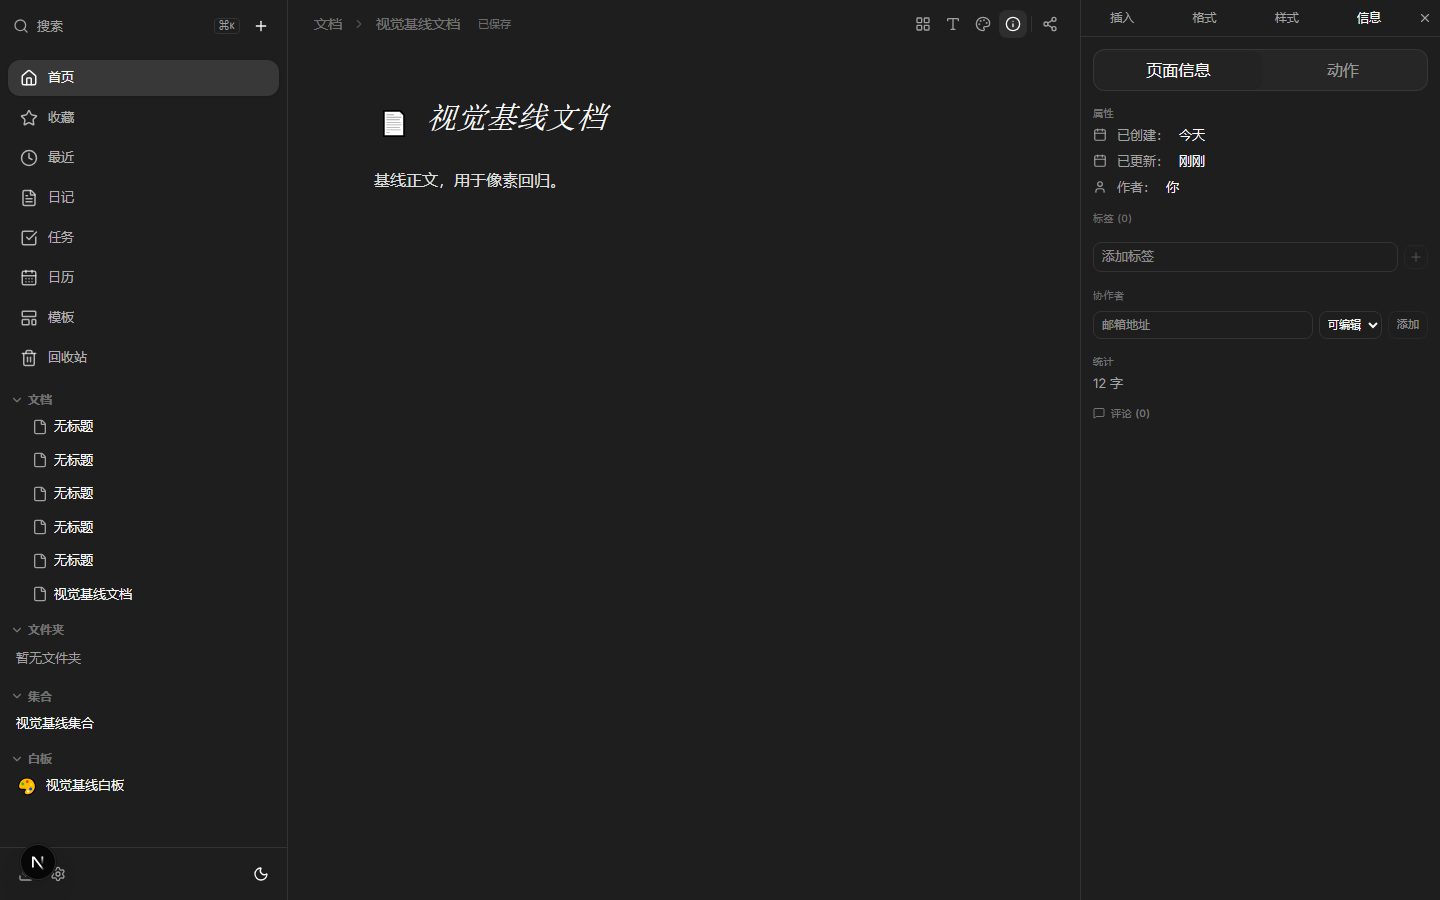 搜索 ⌘K
首页
收藏
最近
日记
任务
日历
模板
回收站
文档
无标题
无标题
无标题
无标题
无标题
视觉基线文档
文件夹
暂无文件夹
集合
视觉基线集合
白板
视觉基线白板
N
文档 视觉基线文档 已保存
视觉基线文档
基线正文，用于像素回归。
插入 格式 样式 信息
页面信息 动作
属性
已创建： 今天
已更新： 刚刚
作者： 你
标签 (0)
添加标签
协作者
邮箱地址 可编辑 添加
统计
12 字
评论 (0)